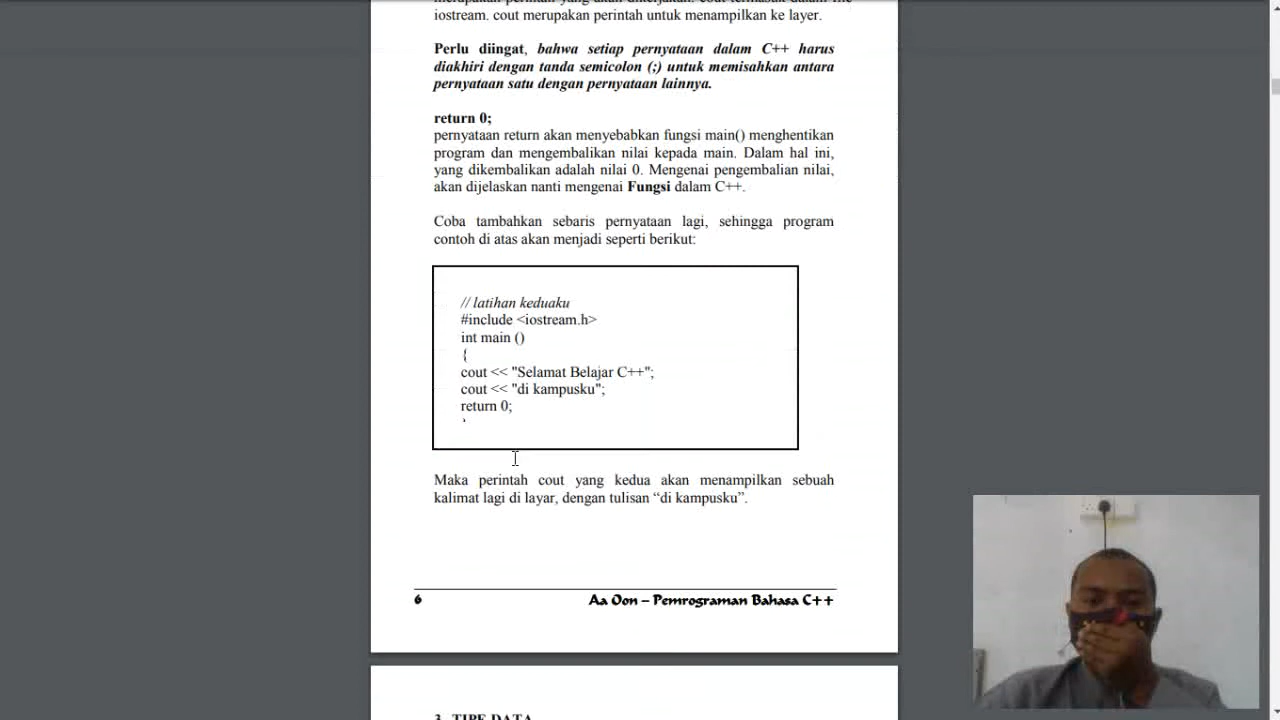 iostream. cout merupakan perintah untuk menampilkan ke layer.
Perlu diingat, bahwa setiap pernyataan dalam C++ harus
diakhiri dengan tanda semicolon (;) untuk memisahkan antara
pernyataan satu dengan pernyataan lainnya.
return 0;
pernyataan return akan menyebabkan fungsi main() menghentikan
program dan mengembalikan nilai kepada main. Dalam hal ini,
yang dikembalikan adalah nilai 0. Mengenai pengembalian nilai,
akan dijelaskan nanti mengenai Fungsi dalam C++.
Coba tambahkan sebaris pernyataan lagi, sehingga program
contoh di atas akan menjadi seperti berikut:
// latihan keduaku
#include <iostream.h>
int main ()
{
cout << "Selamat Belajar C++";
cout << "di kampusku";
return 0;
Maka perintah cout yang kedua akan menampilkan sebuah
kalimat lagi di layar, dengan tulisan “di kampusku”.
6 Aa Oon – Pemrograman Bahasa C++
3. TIPE DATA